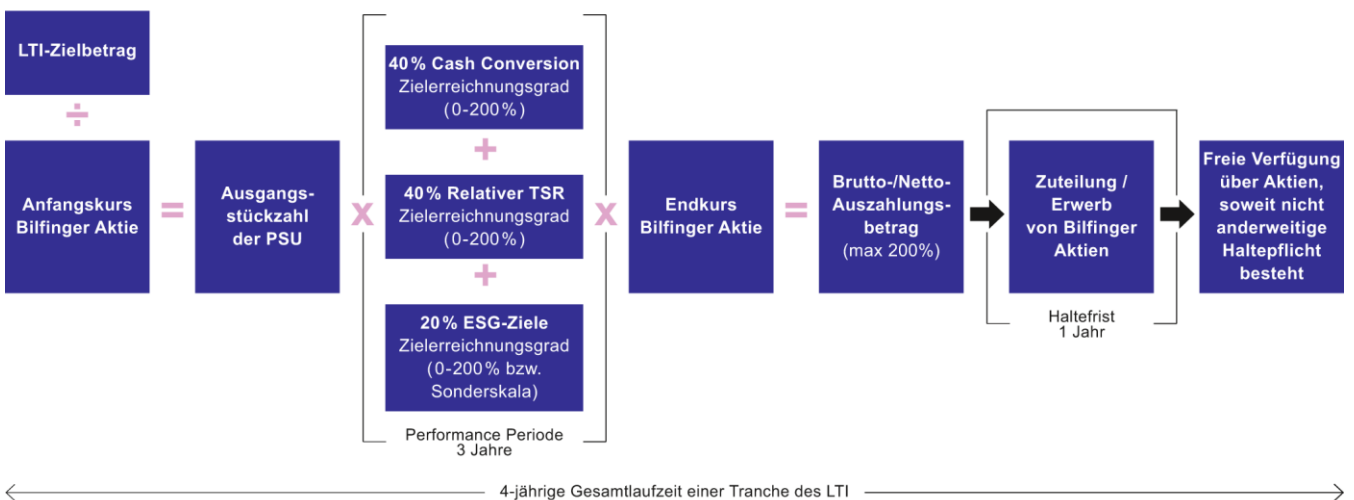 LTI-Zielbetrag
÷
Anfangskurs
Bilfinger Aktie
=
Ausgangs-
stückzahl
der PSU
x
40% Cash Conversion
Zielerreichnungsgrad
(0-200%)
+
40% Relativer TSR
Zielerreichnungsgrad
(0-200%)
+
20% ESG-Ziele
Zielerreichnungsgrad
(0-200% bzw.
Sonderskala)
Performance Periode
3 Jahre
x
Endkurs
Bilfinger Aktie
=
Brutto-/Netto-
Auszahlungs-
betrag
(max 200%)
Zuteilung /
Erwerb
von Bilfinger
Aktien
Haltefrist
1 Jahr
Freie Verfügung
über Aktien,
soweit nicht
anderweitige
Haltepflicht
besteht
4-jährige Gesamtlaufzeit einer Tranche des LTI